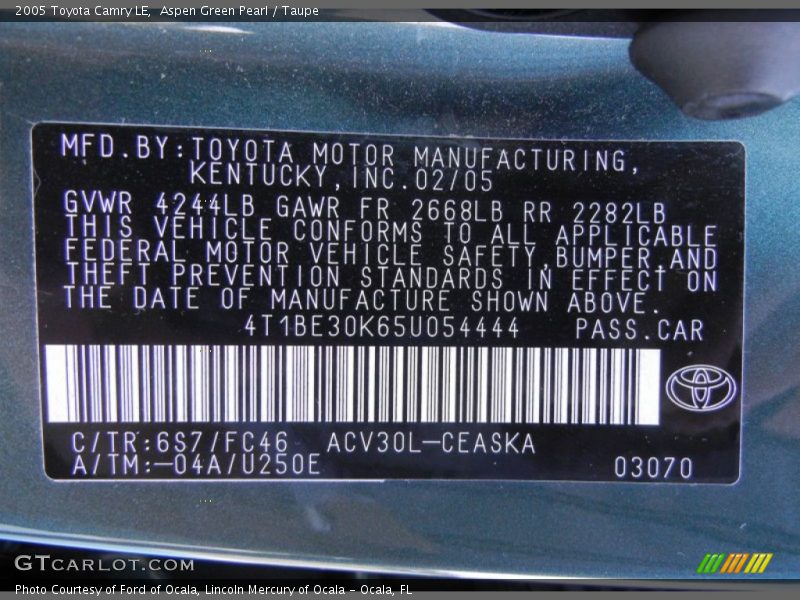 2005 Toyota Camry LE, Aspen Green Pearl / Taupe
MFD.BY:TOYOTA MOTOR MANUFACTURING,
KENTUCKY,INC.02/05
GVWR 4244LB GAWR FR 2668LB RR 2282LB
THIS VEHICLE CONFORMS TO ALL APPLICABLE
FEDERAL MOTOR VEHICLE SAFETY,BUMPER,AND
THEFT PREVENTION STANDARDS IN EFFECT ON
THE DATE OF MANUFACTURE SHOWN ABOVE.
4T1BE30K65U054444 PASS.CAR
C/TR:6S7/FC46 ACV30L-CEASKA
A/TM:-04A/U250E 03070
GTCARLOT.COM
Photo Courtesy of Ford of Ocala, Lincoln Mercury of Ocala - Ocala, FL